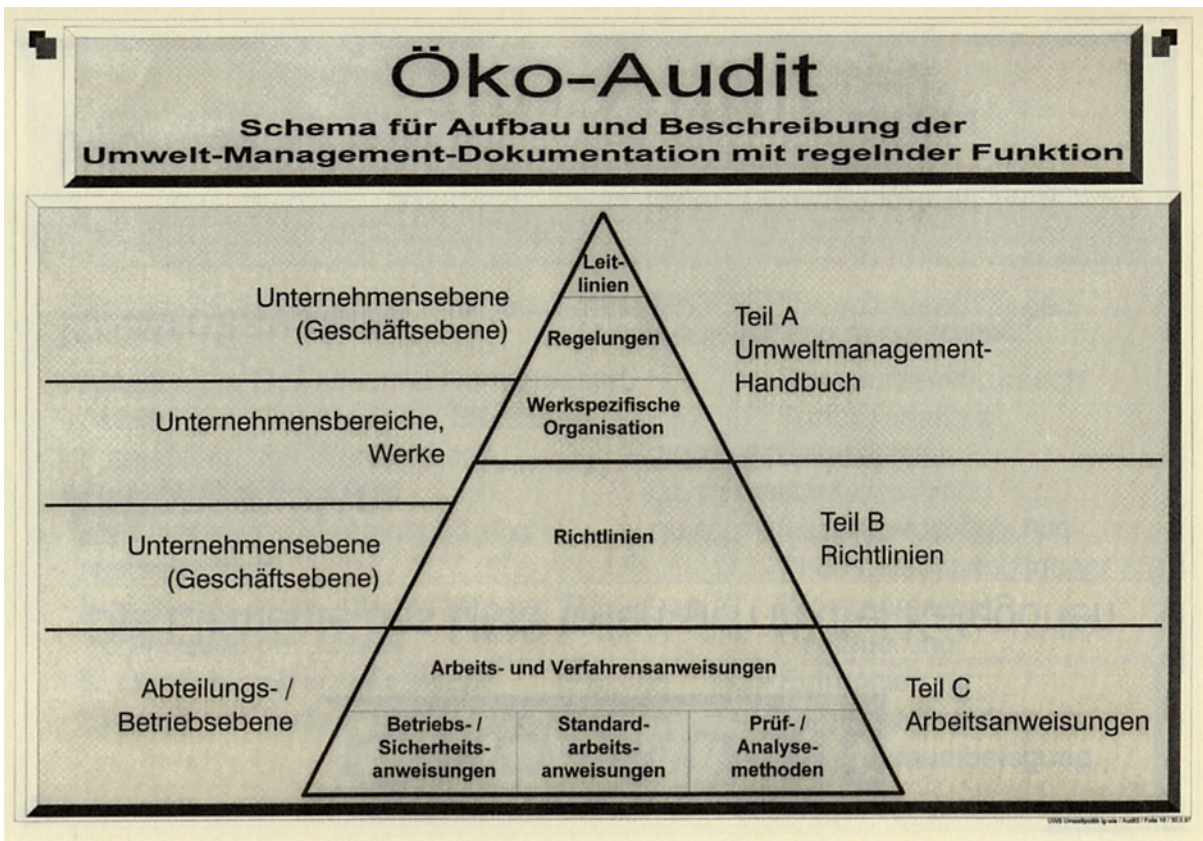 Öko-Audit
Schema für Aufbau und Beschreibung der
Umwelt-Management-Dokumentation mit regelnder Funktion
Leit-
linien
Unternehmensebene
(Geschäftsebene)
Regelungen
Teil A
Umweltmanagement-
Handbuch
Unternehmensbereiche,
Werke
Werkspezifische
Organisation
Unternehmensebene
(Geschäftsebene)
Richtlinien
Teil B
Richtlinien
Abteilungs- /
Betriebsebene
Arbeits- und Verfahrensanweisungen
Betriebs- /
Sicherheits-
anweisungen
Standard-
arbeits-
anweisungen
Prüf- /
Analyse-
methoden
Teil C
Arbeitsanweisungen